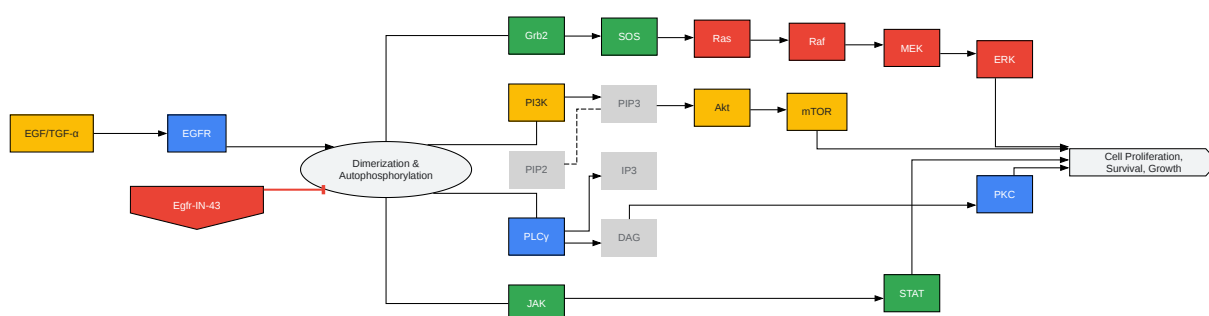 Grb2
SOS
Ras
Raf
MEK
ERK
PI3K
PIP3
Akt
mTOR
EGF/TGF-α
EGFR
Dimerization &
Autophosphorylation
PIP2
IP3
Cell Proliferation,
Survival, Growth
Egfr-IN-43
PKC
PLCγ
DAG
JAK
STAT